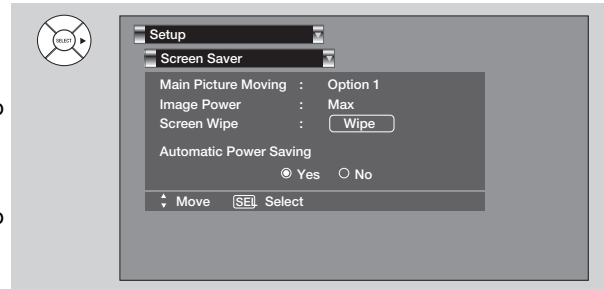 SELECT
Setup
Screen Saver
Main Picture Moving : Option 1
Image Power : Max
Screen Wipe : Wipe
Automatic Power Saving
Yes No
Move SEL Select